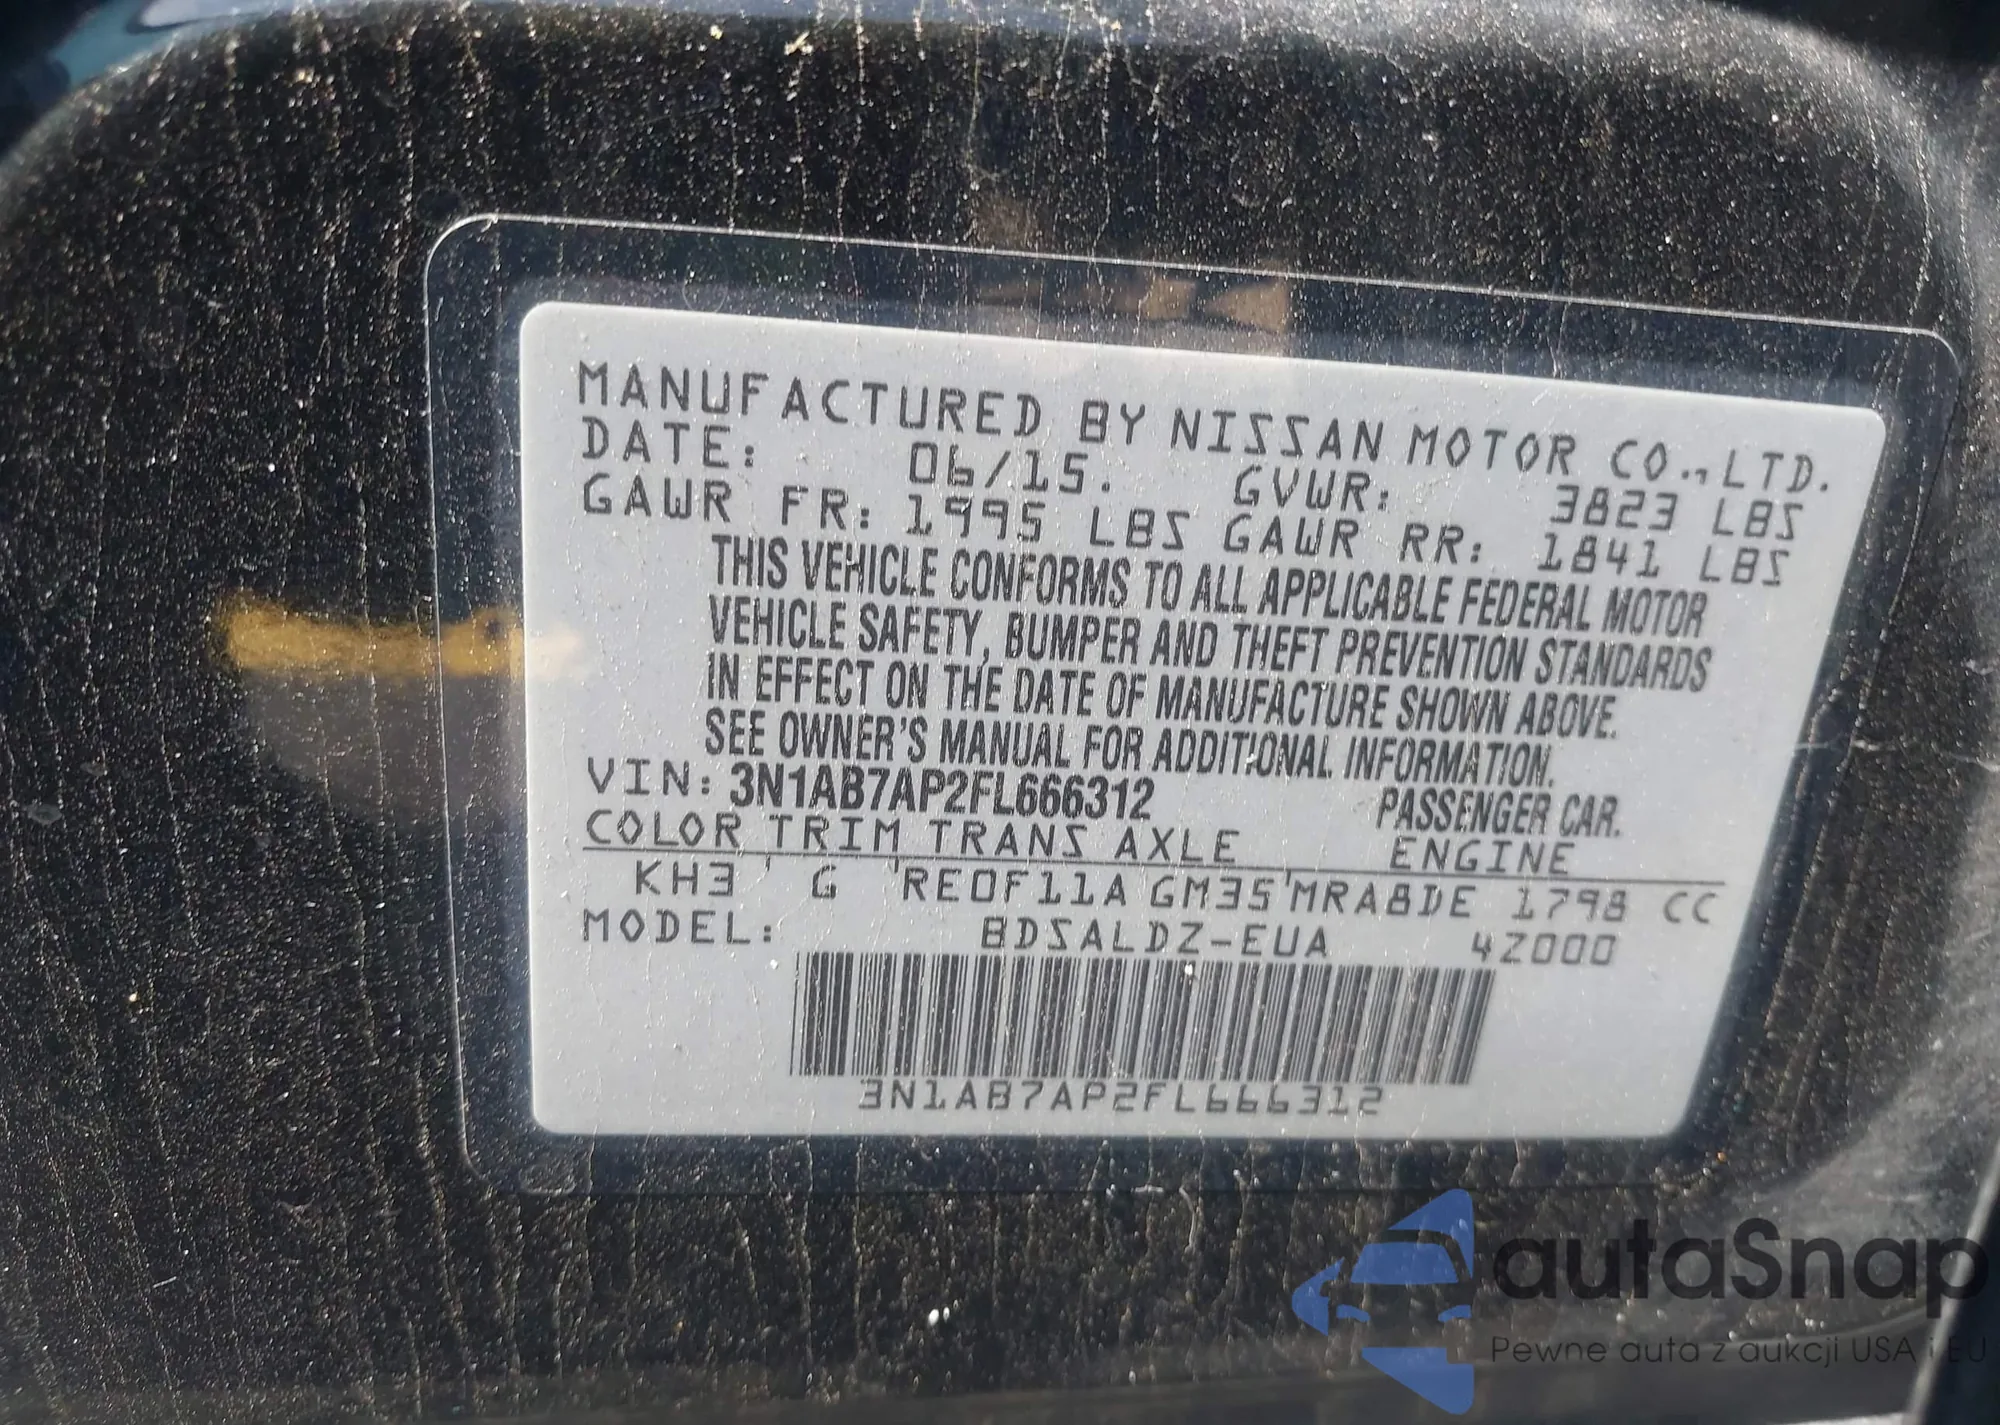 MANUFACTURED BY NISSAN MOTOR CO.,LTD.
DATE: 06/15. GVWR: 3823 LBS
GAWR FR: 1995 LBS GAWR RR: 1841 LBS
THIS VEHICLE CONFORMS TO ALL APPLICABLE FEDERAL MOTOR
VEHICLE SAFETY, BUMPER AND THEFT PREVENTION STANDARDS
IN EFFECT ON THE DATE OF MANUFACTURE SHOWN ABOVE.
SEE OWNER'S MANUAL FOR ADDITIONAL INFORMATION.
VIN: 3N1AB7AP2FL666312 PASSENGER CAR.
COLOR TRIM TRANS AXLE ENGINE
KH3 ' G 'RE0F11A GM35'MRA8DE 1798 CC
MODEL: BDSALDZ-EUA 4Z000
3N1AB7AP2FL666312
autaSnap
Pewne auta z aukcji USA i EU